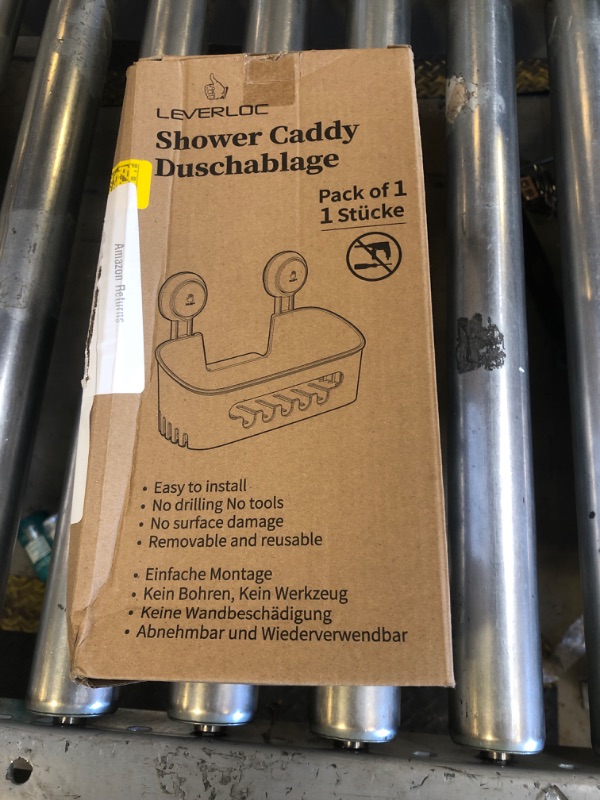 LEVERLOC
Shower Caddy
Duschablage
Pack of 1
1 Stücke
Amazon Returns
• Easy to install
• No drilling No tools
• No surface damage
• Removable and reusable
• Einfache Montage
• Kein Bohren, Kein Werkzeug
• Keine Wandbeschädigung
• Abnehmbar und Wiederverwendbar